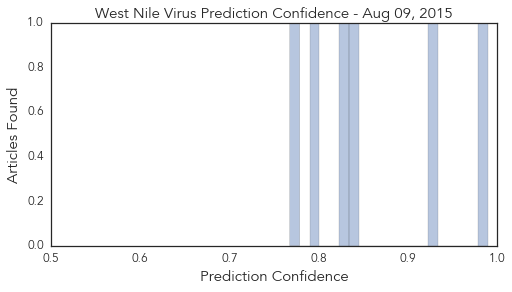 West Nile Virus Prediction Confidence - Aug 09, 2015
1.0
0.8
0.6
0.4
0.2
0.0
Articles Found
0.5 0.6 0.7 0.8 0.9 1.0
Prediction Confidence